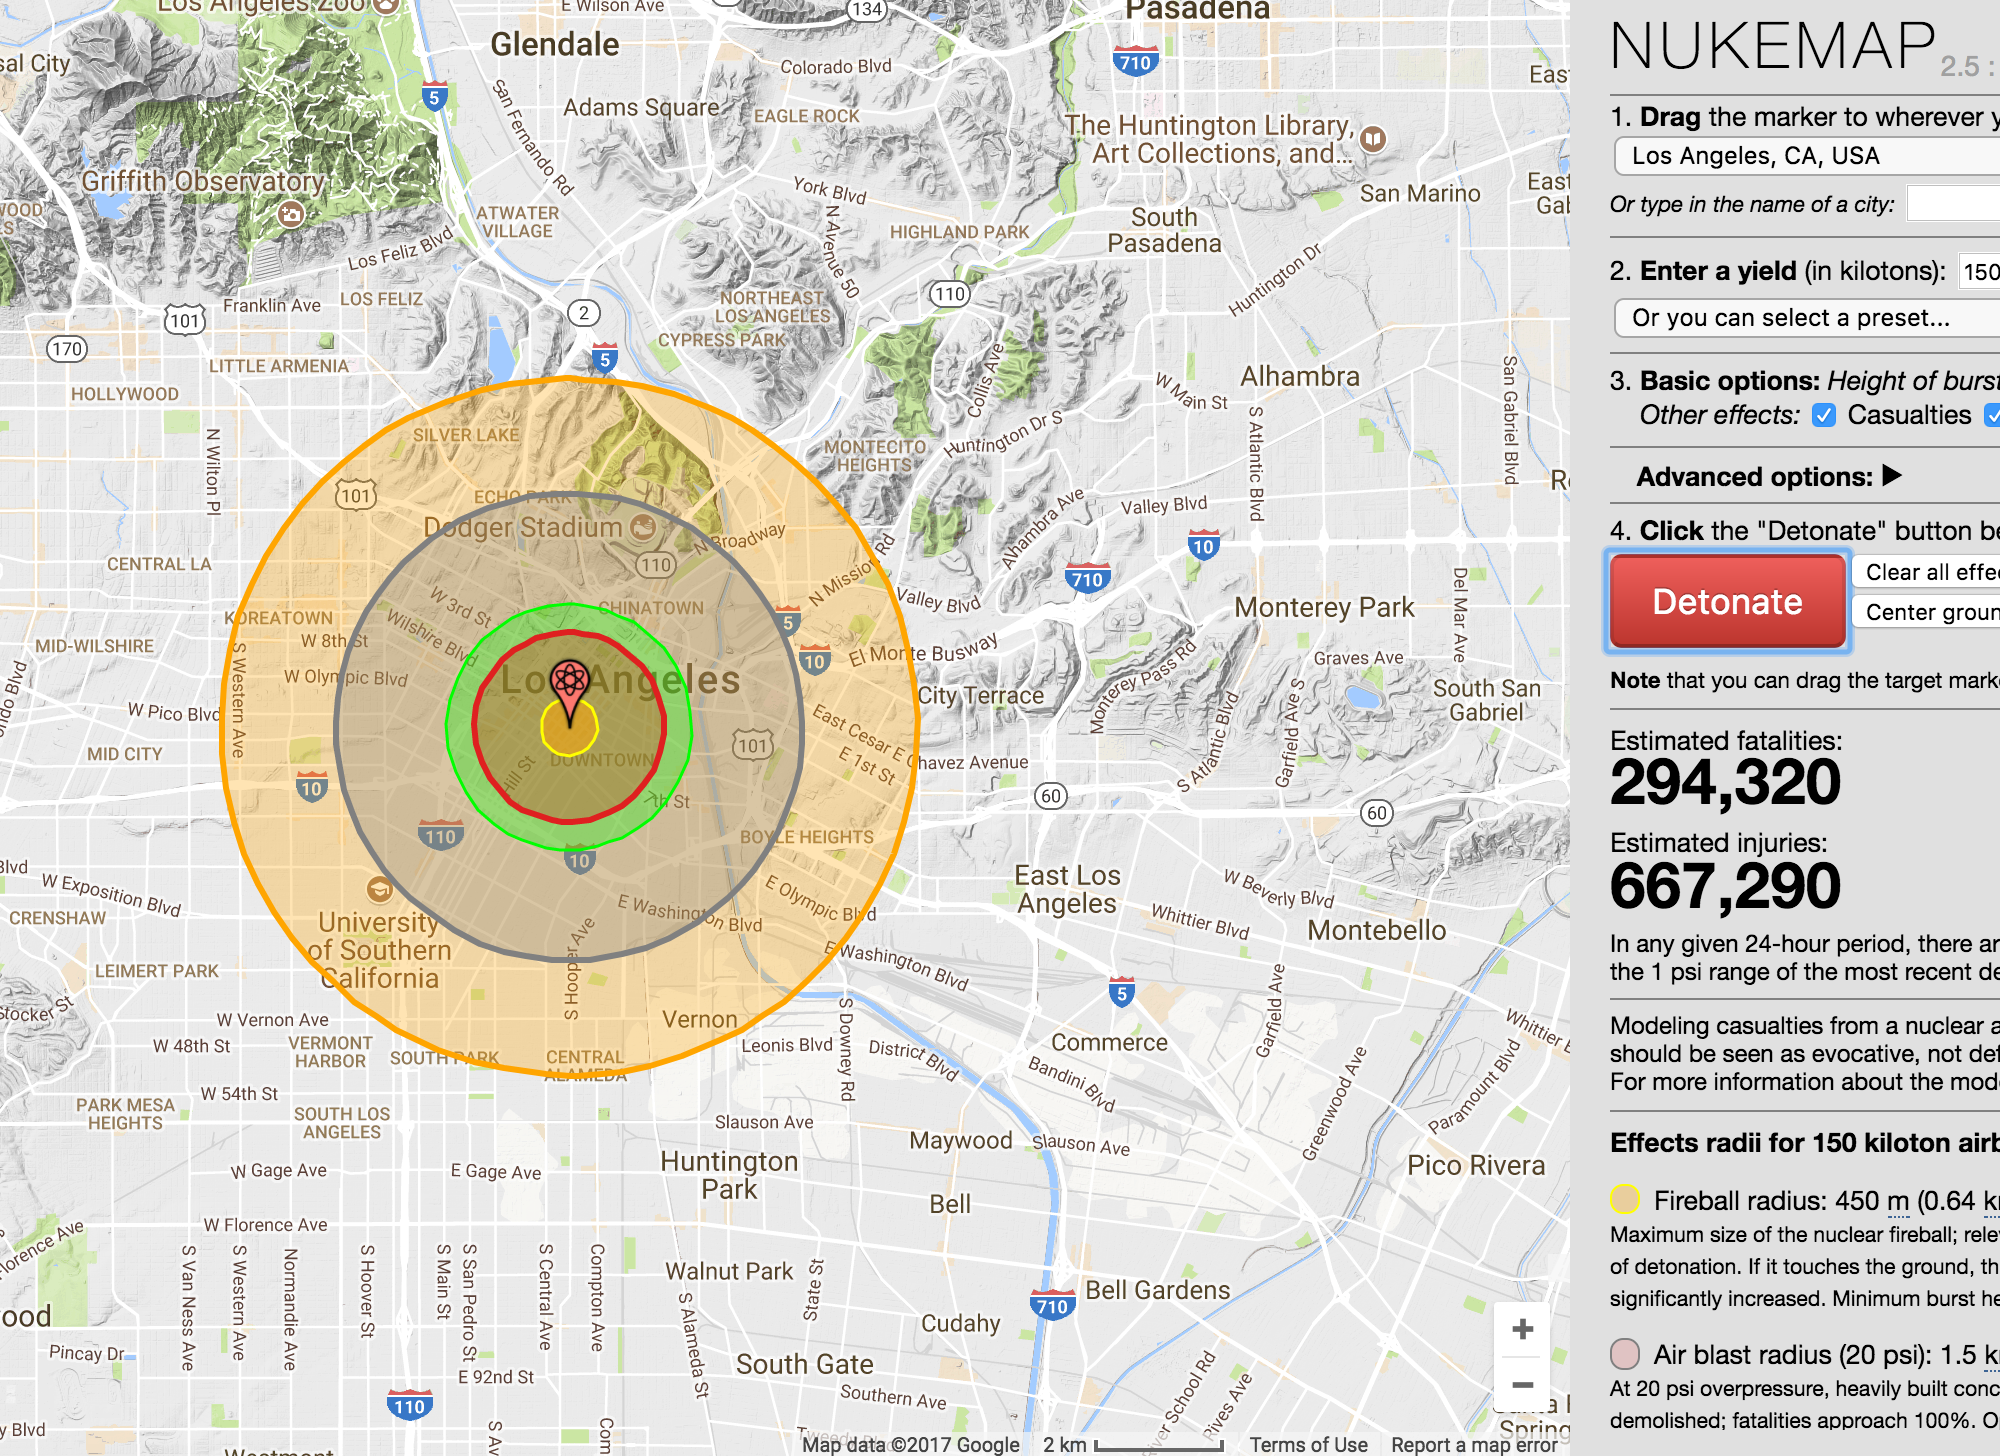 NUKEMAP 2.5 :
1. Drag the marker to wherever y
Los Angeles, CA, USA
Or type in the name of a city:
2. Enter a yield (in kilotons): 150
Or you can select a preset...
3. Basic options: Height of burst
Other effects: Casualties
Advanced options: ▶
4. Click the "Detonate" button be
Detonate
Clear all effe
Center groun
Note that you can drag the target mark
Estimated fatalities:
294,320
Estimated injuries:
667,290
In any given 24-hour period, there ar
the 1 psi range of the most recent de
Modeling casualties from a nuclear a
should be seen as evocative, not def
For more information about the mode
Effects radii for 150 kiloton airb
Fireball radius: 450 m (0.64 k
Maximum size of the nuclear fireball; rele
of detonation. If it touches the ground, th
significantly increased. Minimum burst he
Air blast radius (20 psi): 1.5 k
At 20 psi overpressure, heavily built conc
demolished; fatalities approach 100%. O
Los Angeles Zoo
E Wilson Ave
134
Pasadena
Glendale
sal City
Colorado Blvd
710
East
5
San Fernando Rd
Adams Square
EAGLE ROCK
The Huntington Library,
Art Collections, and...
Griffith Observatory
York Blvd
San Marino
East
Gab
WOOD
ATWATER
VILLAGE
N Avenue 50
South
Pasadena
HIGHLAND PARK
Los Feliz Blvd
Huntington Dr
110
Franklin Ave
LOS FELIZ
NORTHEAST
LOS ANGELES
101
2
CYPRESS PARK
170
5
LITTLE ARMENIA
Collis Ave
Alhambra
HOLLYWOOD
W Main St
San Gabriel Blvd
SILVER LAKE
N Wilton Pl
MONTECITO
HEIGHTS
Huntington Dr S
S Atlantic Blvd
101
ECHO PARK
Dodger Stadium
Alhambra Ave
Valley Blvd
N Broadway
10
110
CENTRAL LA
N Mission Rd
710
W 3rd St
CHINATOWN
Valley Blvd
Del Mar Ave
Monterey Park
KOREATOWN
Wilshire Blvd
5
MID-WILSHIRE
W 8th St
10
El Monte Busway
Graves Ave
S Western Ave
W Olympic Blvd
Los Angeles
City Terrace
Monterey Pass Rd
South San
Gabriel
W Pico Blvd
East Cesar E Chavez Avenue
S Atlantic Blvd
Garfield Ave S
MID CITY
DOWNTOWN
101
E 1st St
10
Hill St
7th St
60
60
110
BOYLE HEIGHTS
10
W Exposition Blvd
E Olympic Blvd
East Los
Angeles
W Beverly Blvd
CRENSHAW
University
of Southern
California
E Washington Blvd
Whittier Blvd
Montebello
LEIMERT PARK
E Washington Blvd
S Hooper Ave
5
Garfield Ave
Stocker St
W Vernon Ave
Vernon
S Downey Rd
Whittier
W 48th St
VERMONT
HARBOR
SOUTH PARK
CENTRAL
ALAMEDA
Leonis Blvd
District Blvd
Commerce
Bandini Blvd
W 54th St
Greenwood Ave
Paramount Blvd
PARK MESA
HEIGHTS
SOUTH LOS
ANGELES
Slauson Ave
Maywood
Slauson Ave
W Gage Ave
E Gage Ave
Huntington
Park
Pico Rivera
Bell
W Florence Ave
Florence Ave
S Van Ness Ave
S Western Ave
Normandie Ave
S Hoover St
S Main St
S San Pedro St
S Central Ave
Compton Ave
Walnut Park
State St
S Alameda St
Bell Gardens
710
Cudahy
ood
Pincay Dr
E 92nd St
South Gate
110
Southern Ave
Rives Ave
Spring
Map data ©2017 Google
2 km
Terms of Use
Report a map error